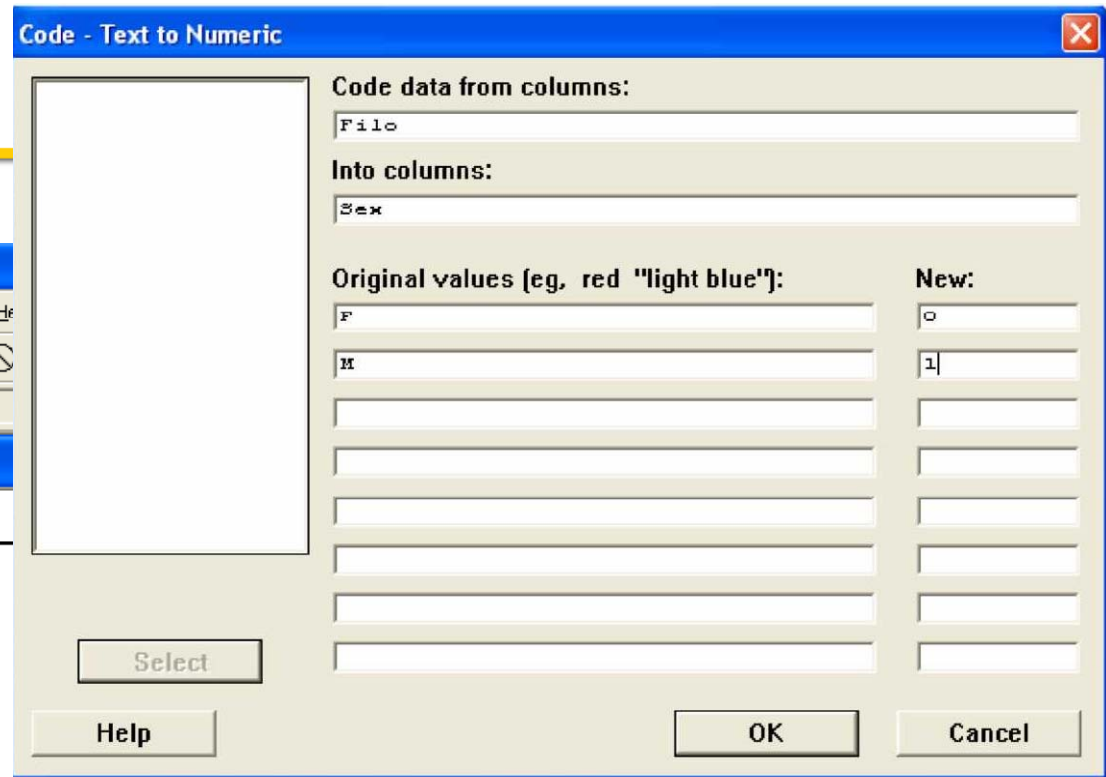 Code - Text to Numeric
Code data from columns:
Filo
Into columns:
Sex
Original values (eg, red "light blue"): New:
F 0
M 1
Select
Help OK Cancel